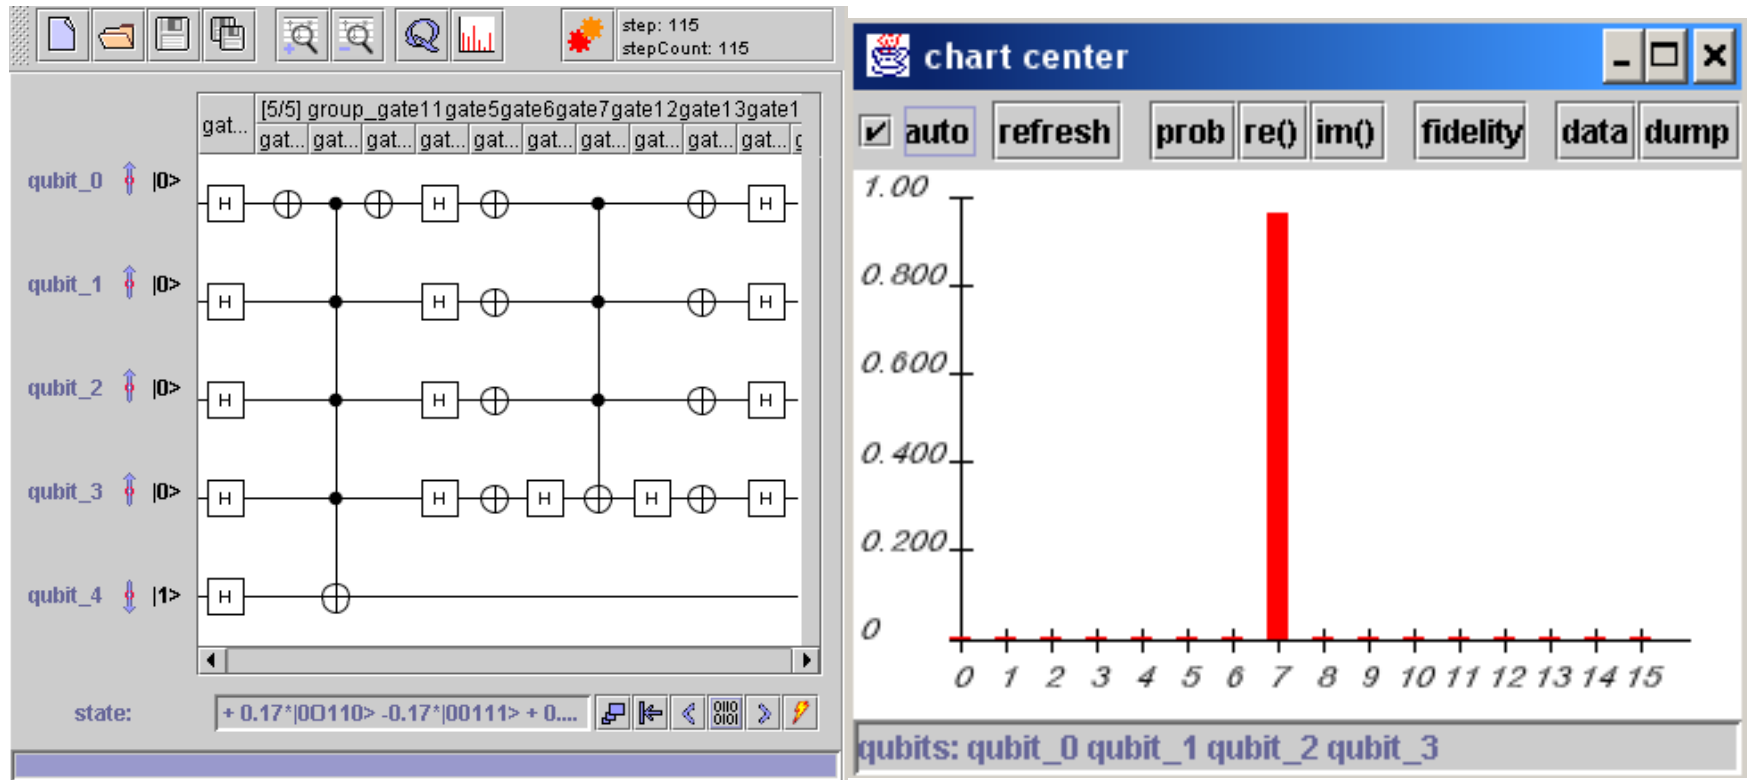 step: 115
stepCount: 115
gat...
[5/5] group_gate11gate5gate6gate7gate12gate13gate1
gat... gat... gat... gat... gat... gat... gat... gat... gat... gat...
qubit_0 |0>
H H H
qubit_1 |0>
H H H
qubit_2 |0>
H H H
qubit_3 |0>
H H H H H
qubit_4 |1>
H
state: + 0.17*|00110> -0.17*|00111> + 0....
0110
0101
chart center
auto refresh prob re() im() fidelity data dump
1.00
0.800
0.600
0.400
0.200
0
0 1 2 3 4 5 6 7 8 9 10 11 12 13 14 15
qubits: qubit_0 qubit_1 qubit_2 qubit_3